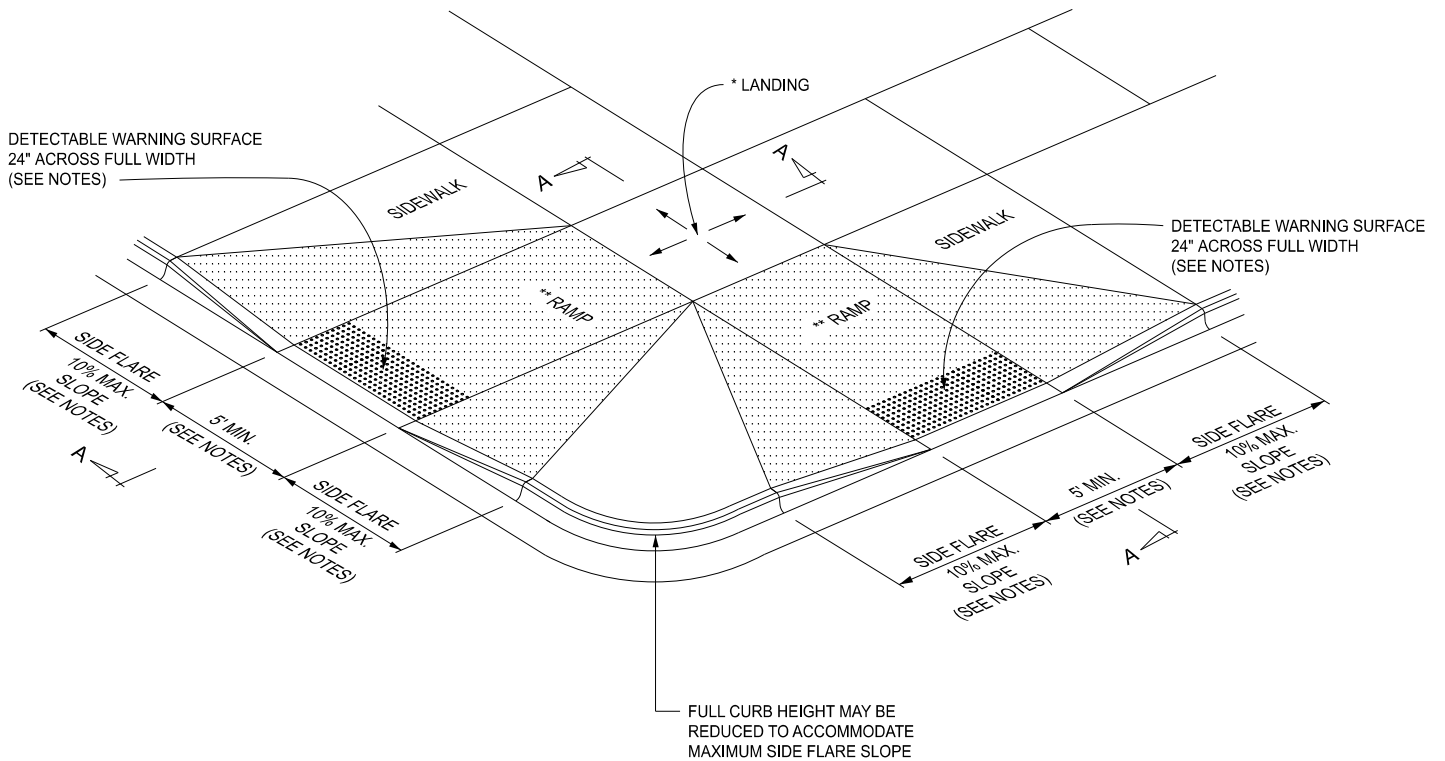 * LANDING
DETECTABLE WARNING SURFACE
24" ACROSS FULL WIDTH
(SEE NOTES)
A
A
SIDEWALK
SIDEWALK
DETECTABLE WARNING SURFACE
24" ACROSS FULL WIDTH
(SEE NOTES)
** RAMP
** RAMP
SIDE FLARE
10% MAX.
SLOPE
(SEE NOTES)
5' MIN.
(SEE NOTES)
A
SIDE FLARE
10% MAX.
SLOPE
(SEE NOTES)
SIDE FLARE
10% MAX.
SLOPE
(SEE NOTES)
5' MIN.
(SEE NOTES)
SIDE FLARE
10% MAX.
SLOPE
(SEE NOTES)
A
FULL CURB HEIGHT MAY BE
REDUCED TO ACCOMMODATE
MAXIMUM SIDE FLARE SLOPE